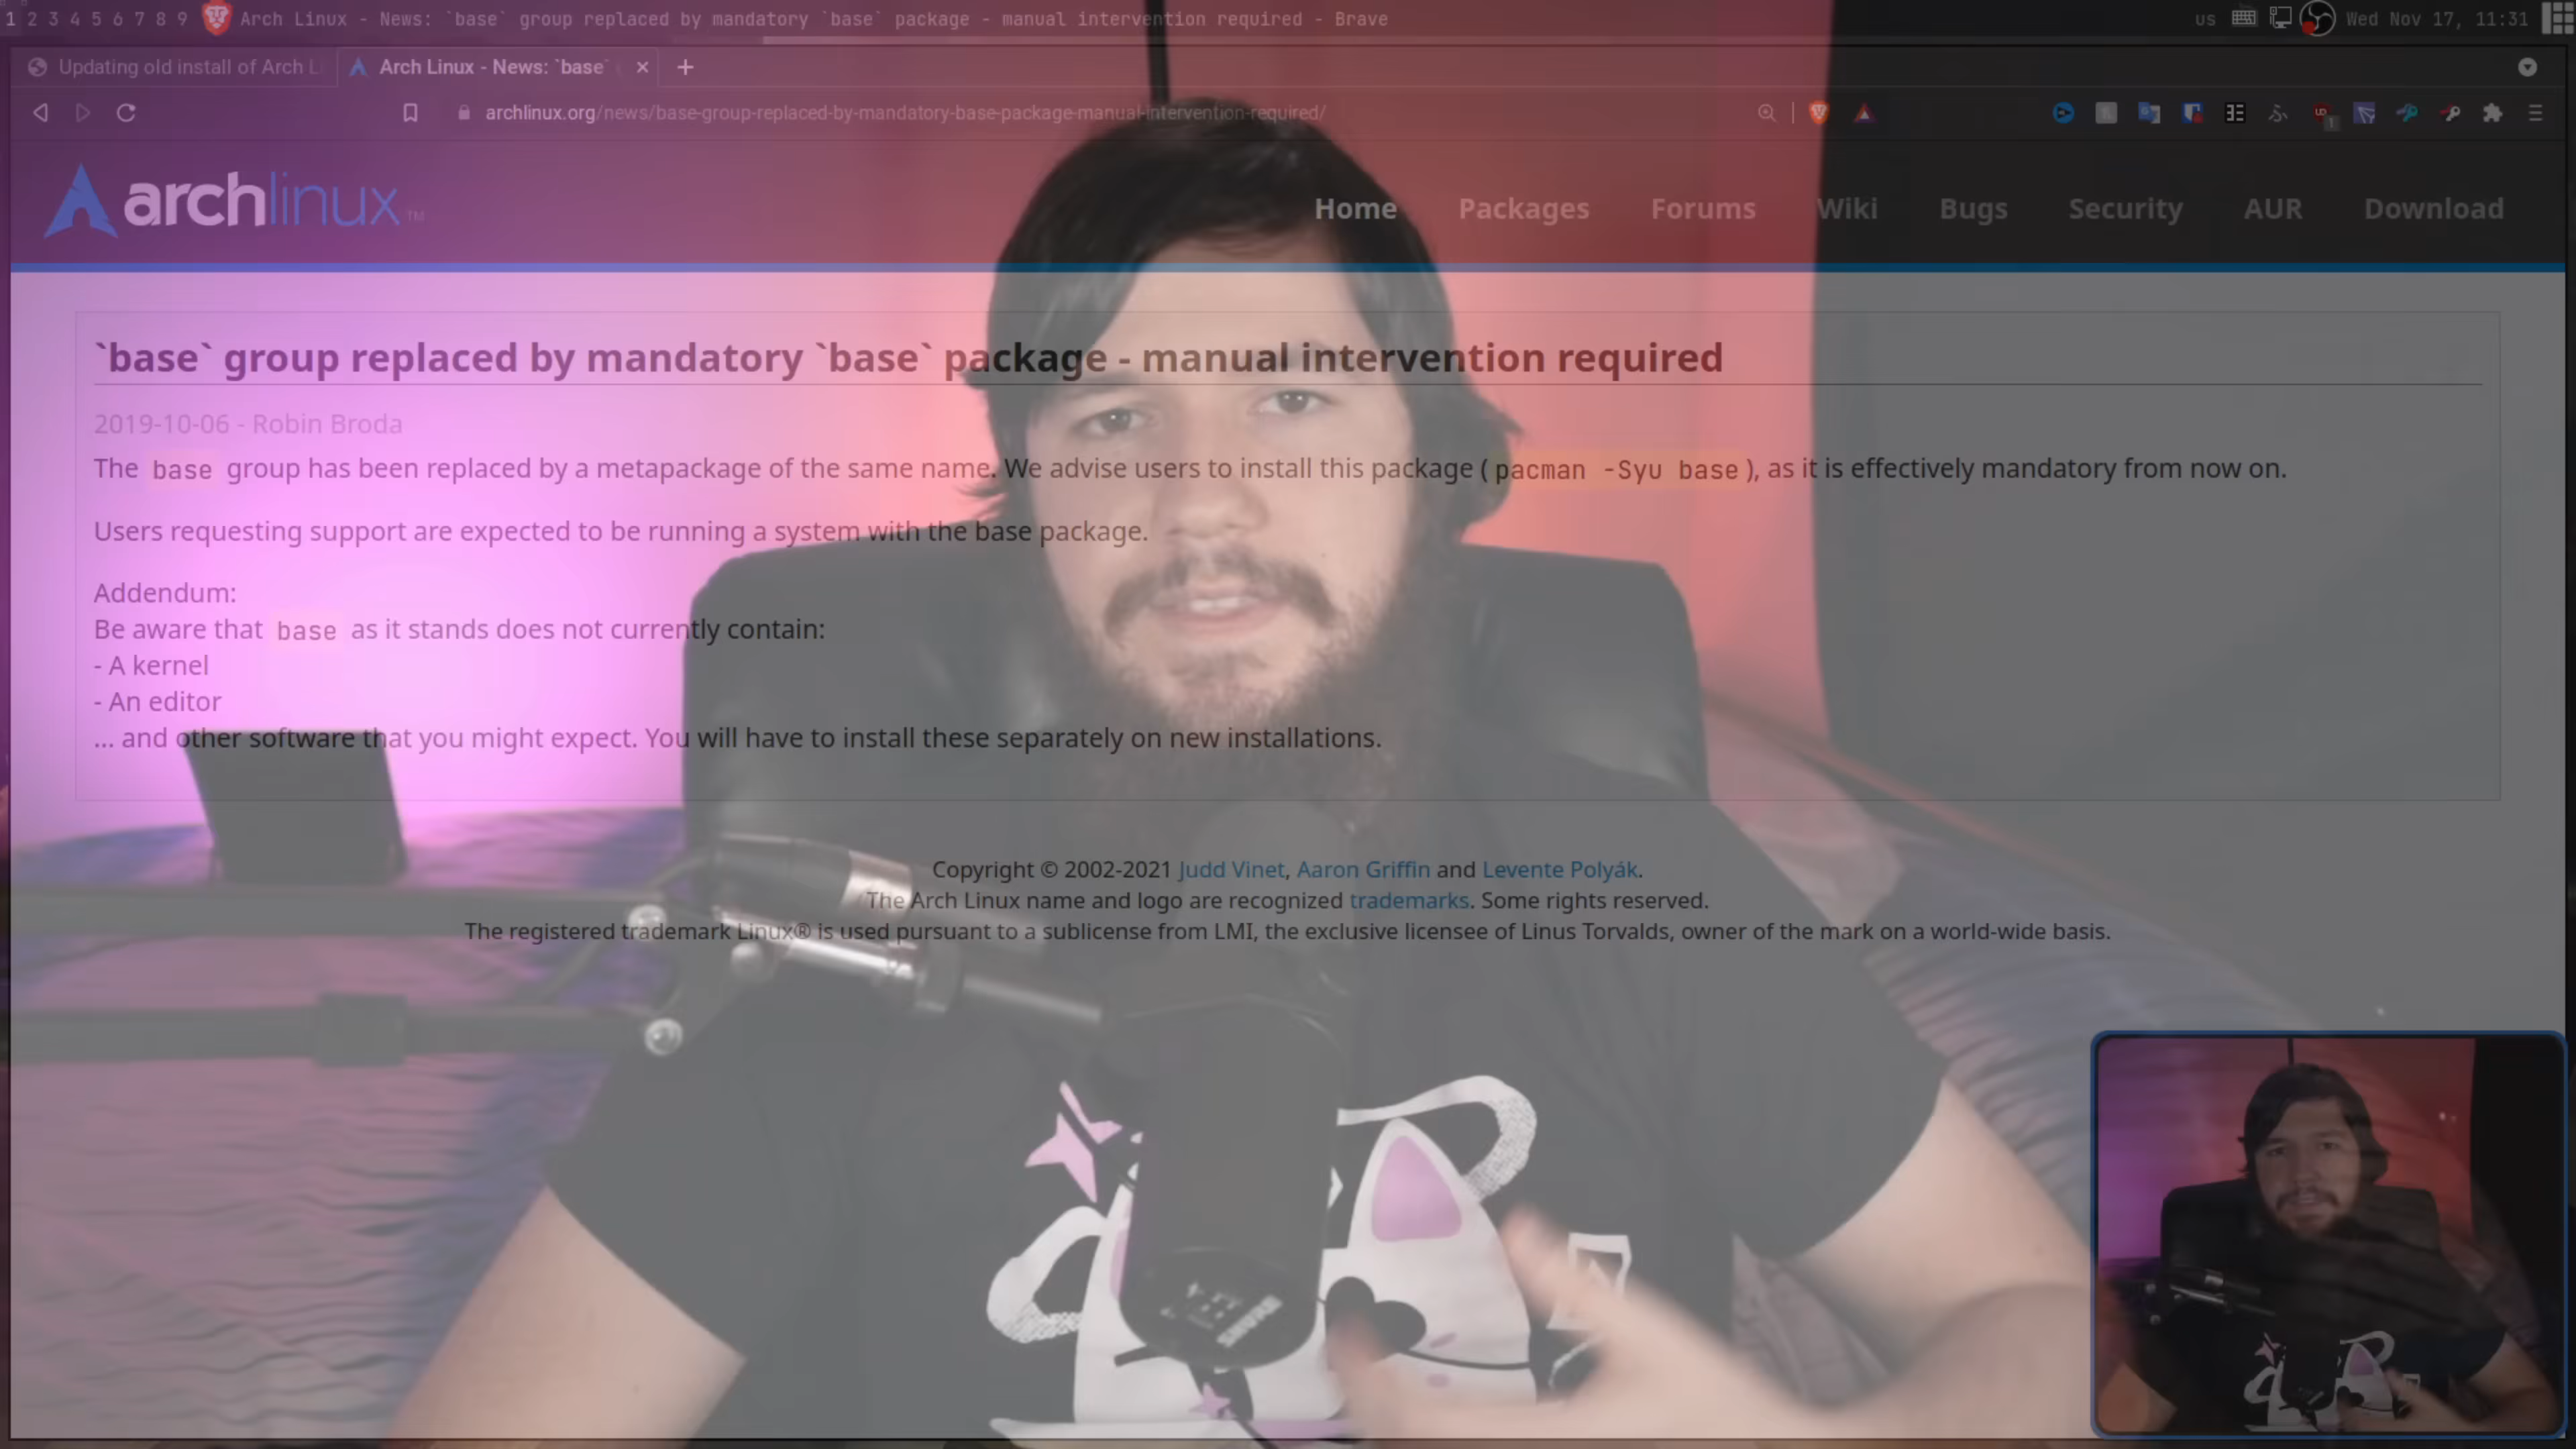 1 2 3 4 5 6 7 8 9 Arch Linux - News: `base` group replaced by mandatory `base` package - manual intervention required - Brave us Wed Nov 17, 11:31
Updating old install of Arch L Arch Linux - News: `base`
archlinux.org/news/base-group-replaced-by-mandatory-base-package-manual-intervention-required/
archlinux™ Home Packages Forums Wiki Bugs Security AUR Download
`base` group replaced by mandatory `base` package - manual intervention required
2019-10-06 - Robin Broda
The base group has been replaced by a metapackage of the same name. We advise users to install this package ( pacman -Syu base ), as it is effectively mandatory from now on.
Users requesting support are expected to be running a system with the base package.
Addendum:
Be aware that base as it stands does not currently contain:
- A kernel
- An editor
... and other software that you might expect. You will have to install these separately on new installations.
Copyright © 2002-2021 Judd Vinet, Aaron Griffin and Levente Polyák.
The Arch Linux name and logo are recognized trademarks. Some rights reserved.
The registered trademark Linux® is used pursuant to a sublicense from LMI, the exclusive licensee of Linus Torvalds, owner of the mark on a world-wide basis.